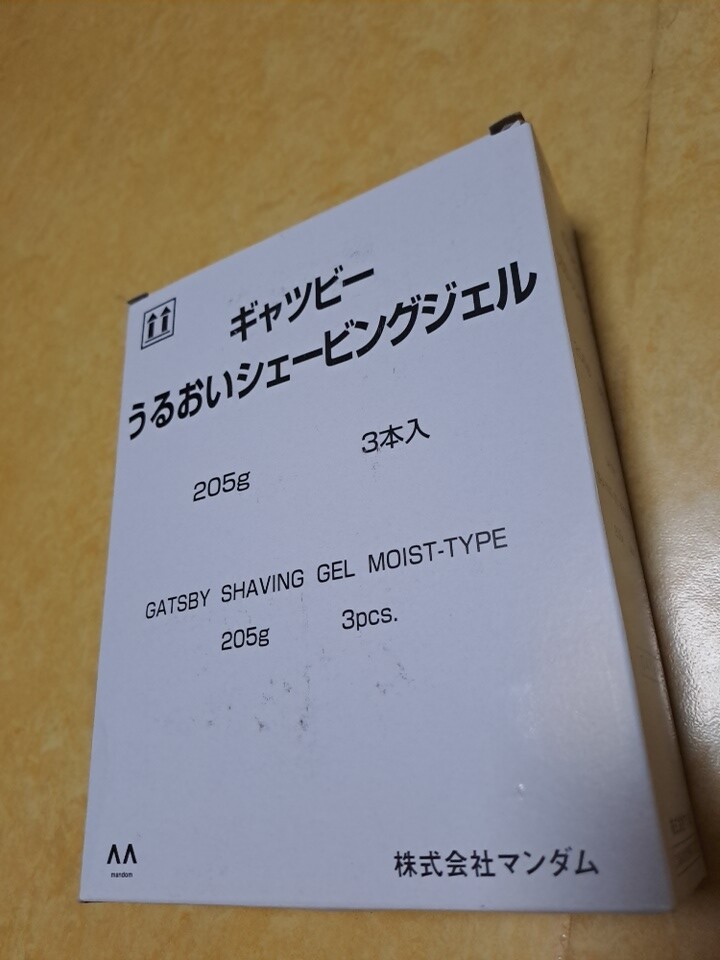 ギャツビー
うるおいシェービングジェル
205g 3本入
GATSBY SHAVING GEL MOIST-TYPE
205g 3pcs.
mandom
株式会社マンダム